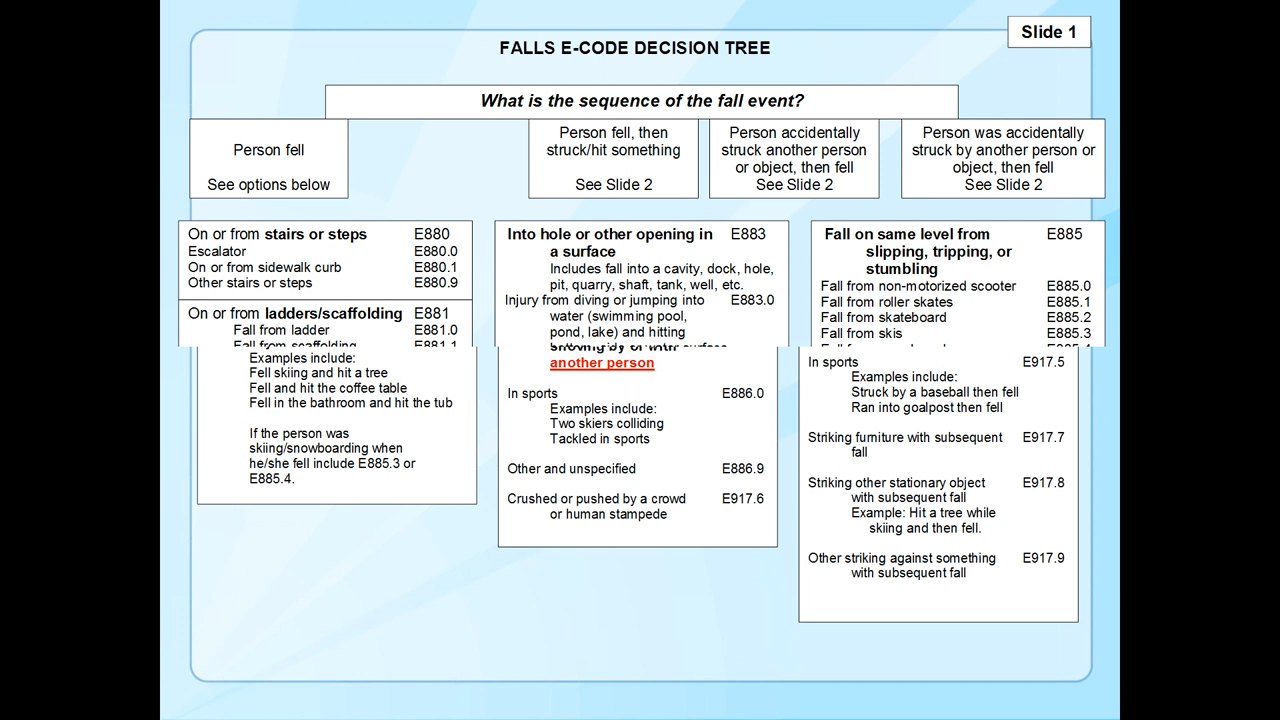 Slide 1
FALLS E-CODE DECISION TREE
What is the sequence of the fall event?
Person fell
See options below
Person fell, then
struck/hit something
See Slide 2
Person accidentally
struck another person
or object, then fell
See Slide 2
Person was accidentally
struck by another person or
object, then fell
See Slide 2
On or from stairs or steps E880
Escalator E880.0
On or from sidewalk curb E880.1
Other stairs or steps E880.9
On or from ladders/scaffolding E881
Fall from ladder E881.0
Fall from scaffolding E881.1
Into hole or other opening in E883
a surface
Includes fall into a cavity, dock, hole,
pit, quarry, shaft, tank, well, etc.
Injury from diving or jumping into E883.0
water (swimming pool,
pond, lake) and hitting
Fall on same level from E885
slipping, tripping, or
stumbling
Fall from non-motorized scooter E885.0
Fall from roller skates E885.1
Fall from skateboard E885.2
Fall from skis E885.3
Examples include:
Fell skiing and hit a tree
Fell and hit the coffee table
Fell in the bathroom and hit the tub
If the person was
skiing/snowboarding when
he/she fell include E885.3 or
E885.4.
another person
In sports E886.0
Examples include:
Two skiers colliding
Tackled in sports
Other and unspecified E886.9
Crushed or pushed by a crowd E917.6
or human stampede
In sports E917.5
Examples include:
Struck by a baseball then fell
Ran into goalpost then fell
Striking furniture with subsequent E917.7
fall
Striking other stationary object E917.8
with subsequent fall
Example: Hit a tree while
skiing and then fell.
Other striking against something E917.9
with subsequent fall